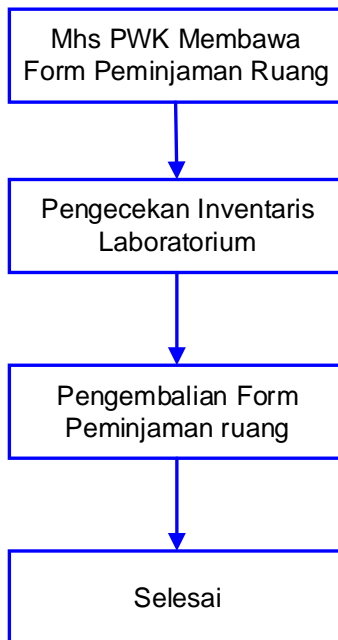 Mhs PWK Membawa
Form Peminjaman Ruang
Pengecekan Inventaris
Laboratorium
Pengembalian Form
Peminjaman ruang
Selesai